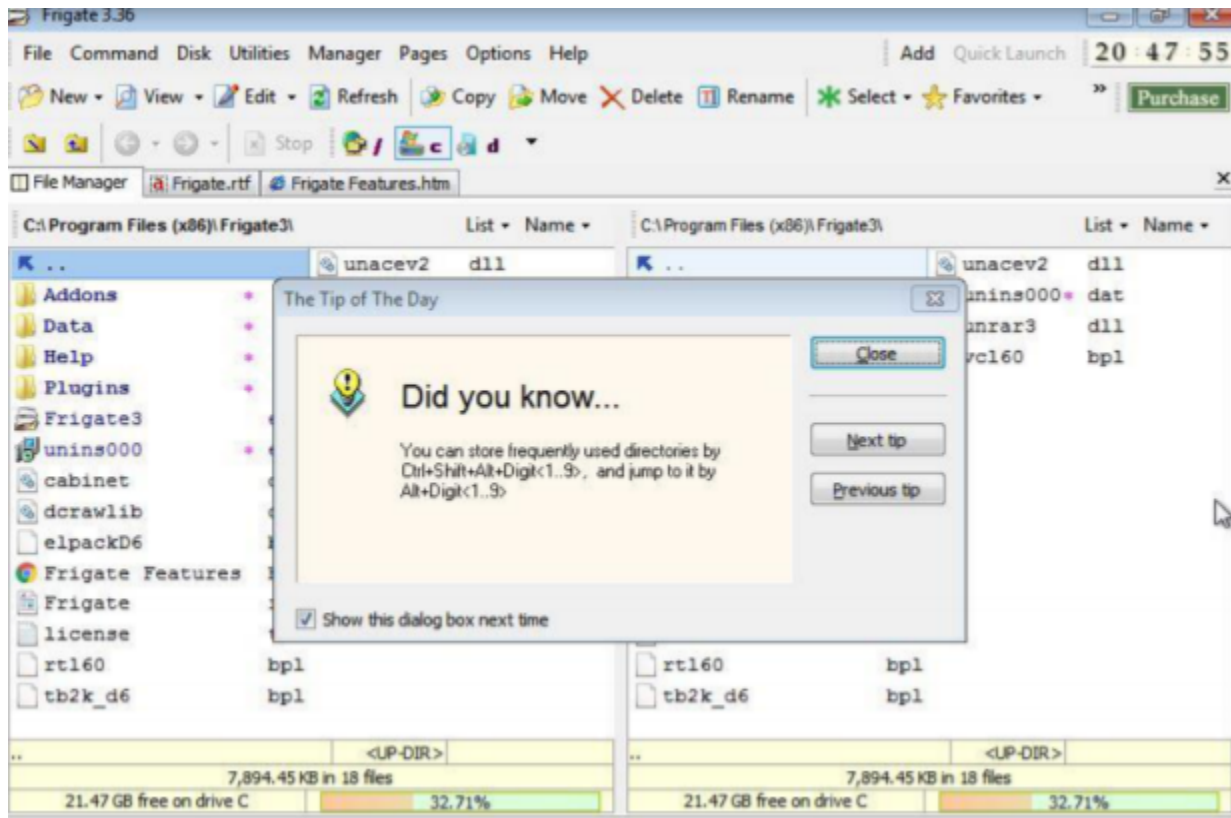 Frigate 3.36
File Command Disk Utilities Manager Pages Options Help Add Quick Launch 20:47:55
New View Edit Refresh Copy Move Delete Rename Select Favorites » Purchase
Stop / c d
File Manager Frigate.rtf Frigate Features.htm
C:\Program Files (x86)\Frigate3\ List Name C:\Program Files (x86)\Frigate3\ List Name
.. unacev2 dll .. unacev2 dll
Addons unins000 dat
Data unrar3 dll
Help vcl60 bpl
Plugins
Frigate3
unins000
cabinet
dcrawlib
elpackD6
Frigate Features
Frigate
license
rtl60 bpl rtl60 bpl
tb2k_d6 bpl tb2k_d6 bpl
The Tip of The Day
Did you know...
You can store frequently used directories by
Ctrl+Shift+Alt+Digit<1..9>, and jump to it by
Alt+Digit<1..9>
Close
Next tip
Previous tip
Show this dialog box next time
.. <UP-DIR> .. <UP-DIR>
7,894.45 KB in 18 files 7,894.45 KB in 18 files
21.47 GB free on drive C 32.71% 21.47 GB free on drive C 32.71%